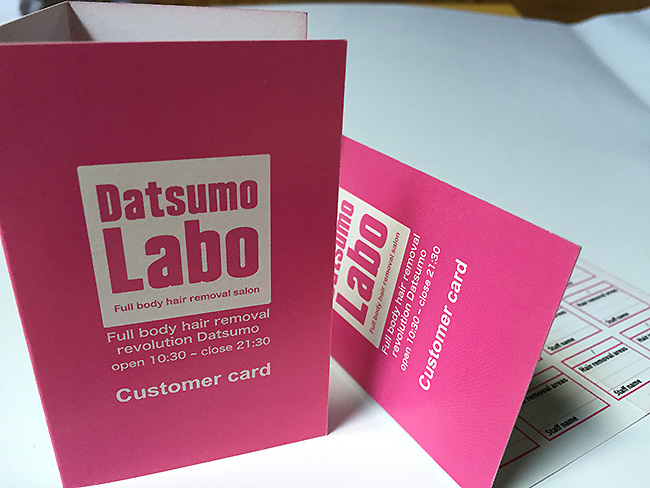 Datsumo
Labo
Full body hair removal salon
Full body hair removal
revolution Datsumo
open 10:30 ~ close 21:30
Customer card
Labo
Full body hair removal salon
Full body hair removal
revolution Datsumo
open 10:30 ~ close 21:30
Customer card
Hair removal areas
Staff name
/
Hair removal areas
Staff name
Staff name